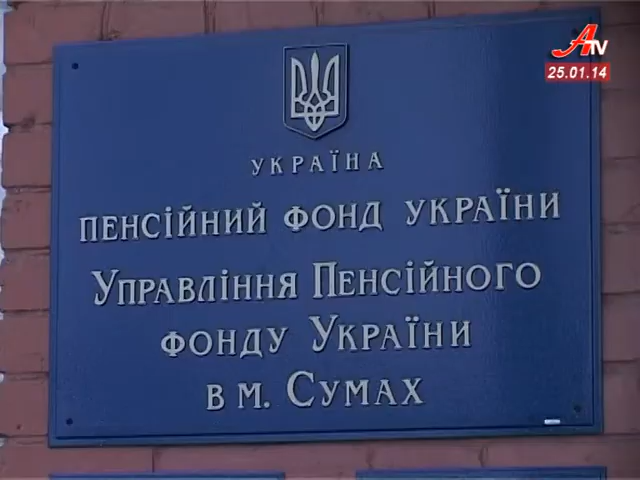 ATV
25.01.14
УКРАЇНА
ПЕНСІЙНИЙ ФОНД УКРАЇНИ
УПРАВЛІННЯ ПЕНСІЙНОГО
ФОНДУ УКРАЇНИ
В М. СУМАХ